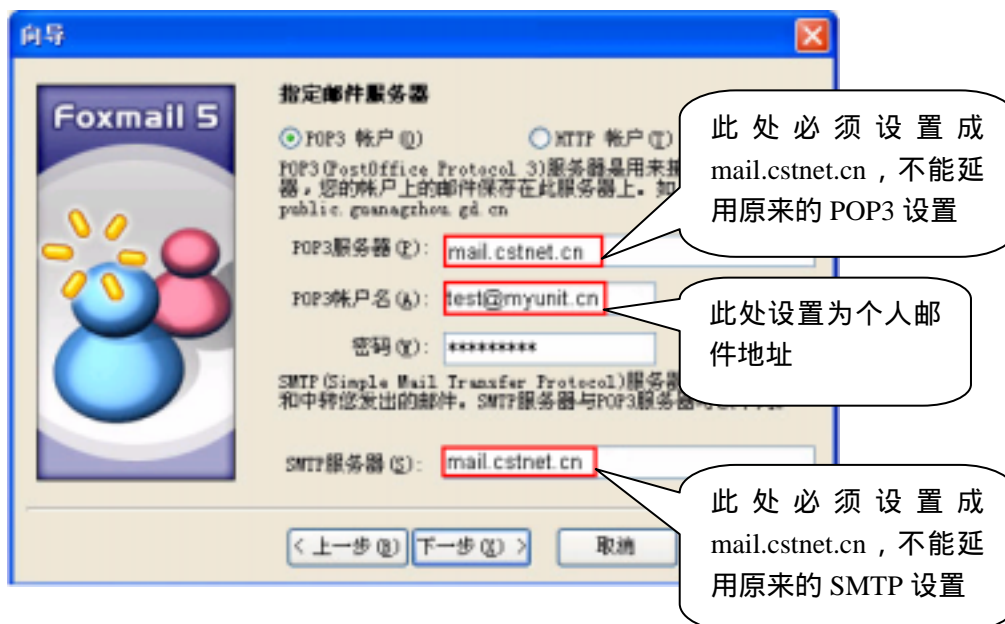 向导
Foxmail 5
指定邮件服务器
POP3 帐户(O)
HTTP 帐户(T)
POP3(PostOffice Protocol 3)服务器是用来接
器，您的帐户上的邮件保存在此服务器上。如
public.guangzhou.gd.cn
POP3服务器(P):
mail.cstnet.cn
POP3帐户名(A):
test@myunit.cn
密码(W):
*********
SMTP(Simple Mail Transfer Protocol)服务器
和中转您发出的邮件。SMTP服务器与POP3服务器
SMTP服务器(S):
mail.cstnet.cn
< 上一步(B)
下一步(X) >
取消
此处必须设置成
mail.cstnet.cn，不能延
用原来的 POP3 设置
此处设置为个人邮
件地址
此处必须设置成
mail.cstnet.cn，不能延
用原来的 SMTP 设置